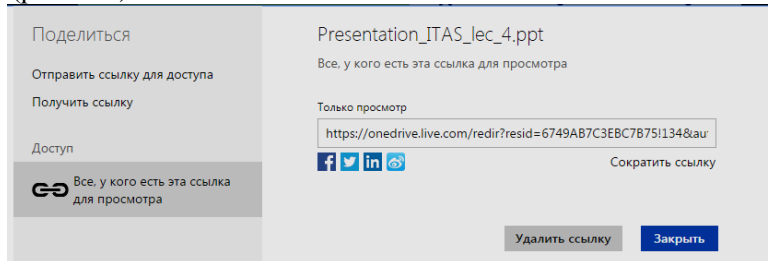 Поделиться
Отправить ссылку для доступа
Получить ссылку
Доступ
Все, у кого есть эта ссылка
для просмотра
Presentation_ITAS_lec_4.ppt
Все, у кого есть эта ссылка для просмотра
Только просмотр
https://onedrive.live.com/redir?resid=6749AB7C3EBC7B75!134&au
Сократить ссылку
Удалить ссылку
Закрыть